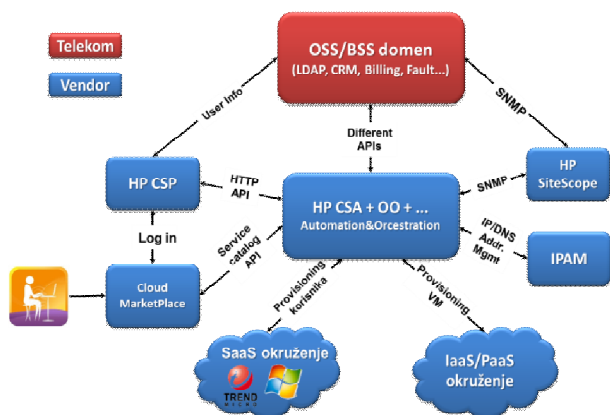 Telekom
Vendor
OSS/BSS domen
(LDAP, CRM, Billing, Fault...)
User Info
Different
APIs
SNMP
HP CSP
HTTP
API
HP CSA + OO + ...
Automation&Orcestration
SNMP
HP
SiteScope
Log in
Service
catalog
API
IP/DNS
Addr.
Mgmt
IPAM
Cloud
MarketPlace
Provisioning
korisnika
Provisioning
VM
SaaS okruženje
TREND
MICRO
IaaS/PaaS
okruženje